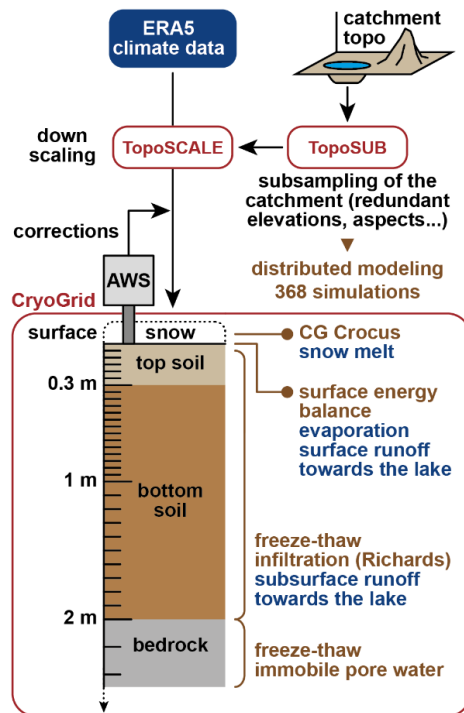 ERA5
climate data
catchment
topo
down
scaling
TopoSCALE
TopoSUB
subsampling of the
catchment (redundant
elevations, aspects...)
corrections
distributed modeling
368 simulations
AWS
CryoGrid
surface
snow
CG Crocus
snow melt
top soil
0.3 m
surface energy
balance
evaporation
surface runoff
towards the lake
1 m
bottom
soil
freeze-thaw
infiltration (Richards)
subsurface runoff
towards the lake
2 m
bedrock
freeze-thaw
immobile pore water